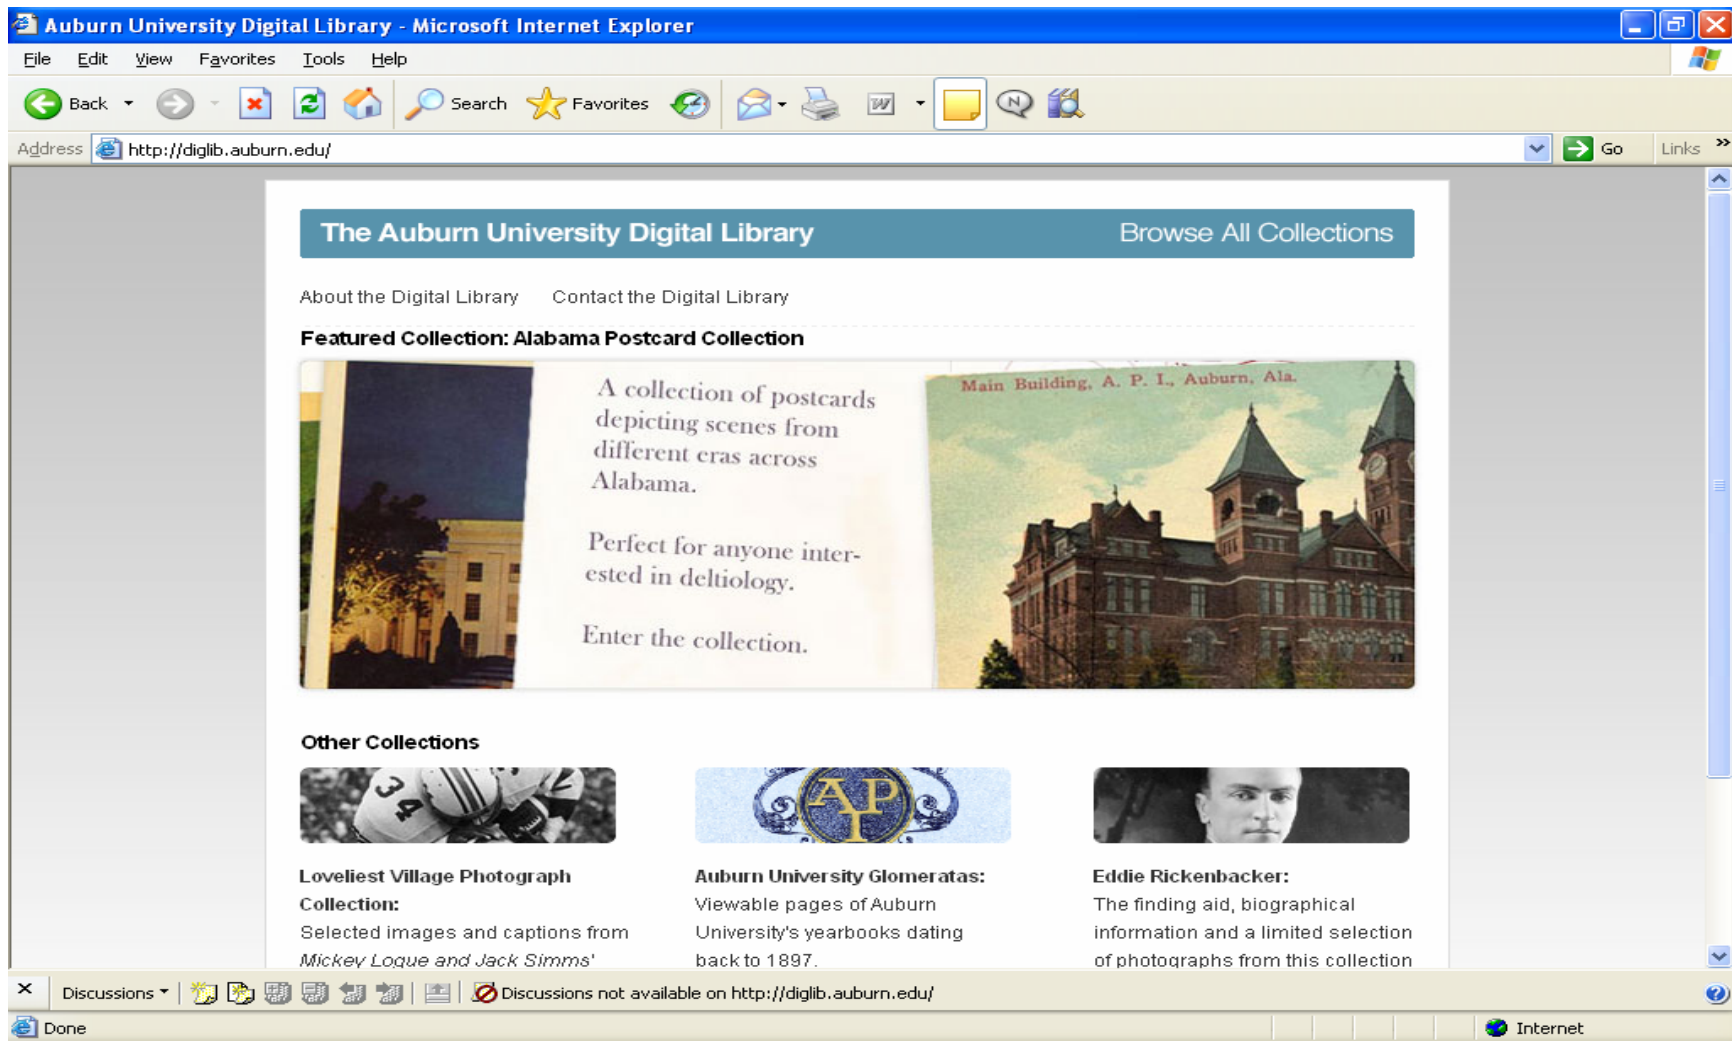 Auburn University Digital Library - Microsoft Internet Explorer
File Edit View Favorites Tools Help
Back Search Favorites
Address http://diglib.auburn.edu/ Go Links »
The Auburn University Digital Library Browse All Collections
About the Digital Library Contact the Digital Library
Featured Collection: Alabama Postcard Collection
A collection of postcards
depicting scenes from
different eras across
Alabama.
Perfect for anyone inter-
ested in deltiology.
Enter the collection.
Main Building, A. P. I., Auburn, Ala.
Other Collections
34
API
Loveliest Village Photograph
Collection:
Selected images and captions from
Mickey Logue and Jack Simms'
Auburn University Glomeratas:
Viewable pages of Auburn
University's yearbooks dating
back to 1897.
Eddie Rickenbacker:
The finding aid, biographical
information and a limited selection
of photographs from this collection
Discussions Discussions not available on http://diglib.auburn.edu/
Done Internet